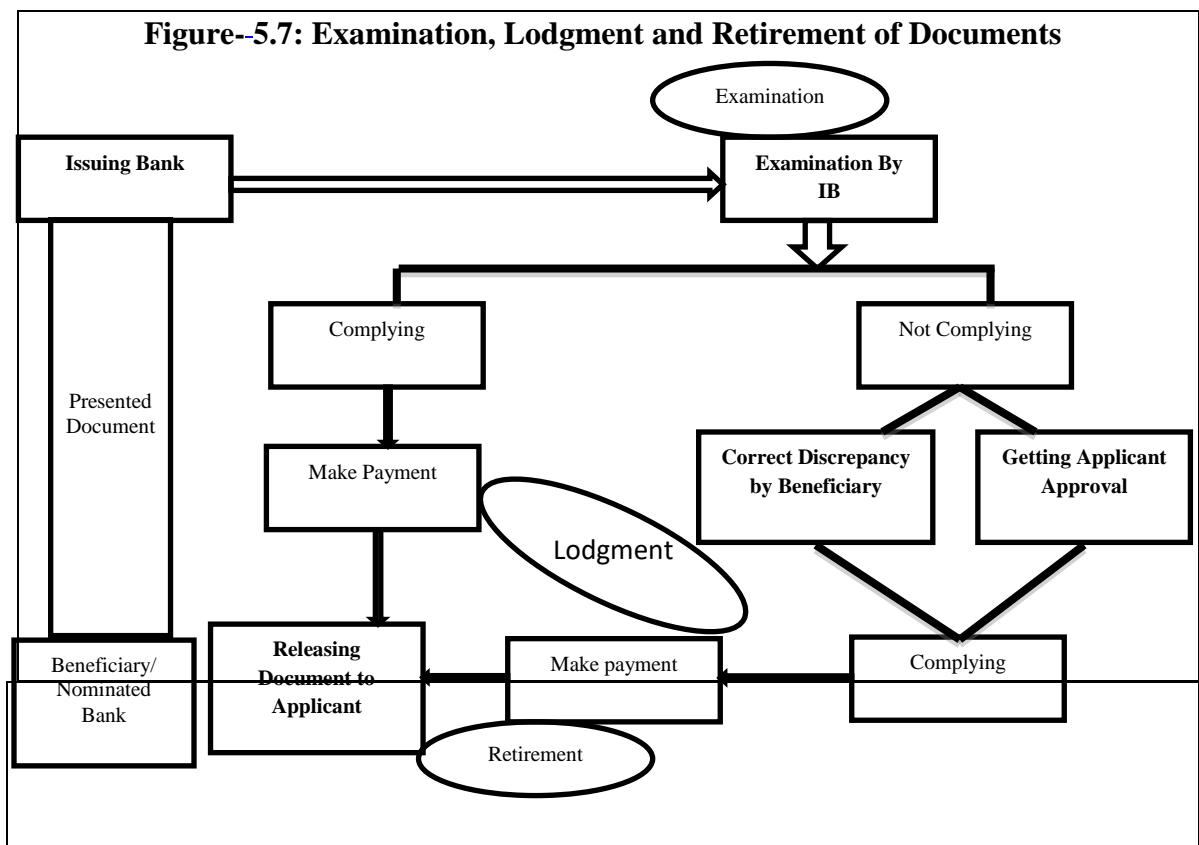 Figure--5.7: Examination, Lodgment and Retirement of Documents
Examination
Issuing Bank
Examination By
IB
Complying
Not Complying
Presented
Document
Make Payment
Correct Discrepancy
by Beneficiary
Getting Applicant
Approval
Lodgment
Beneficiary/
Nominated
Bank
Releasing
Document to
Applicant
Make payment
Complying
Retirement